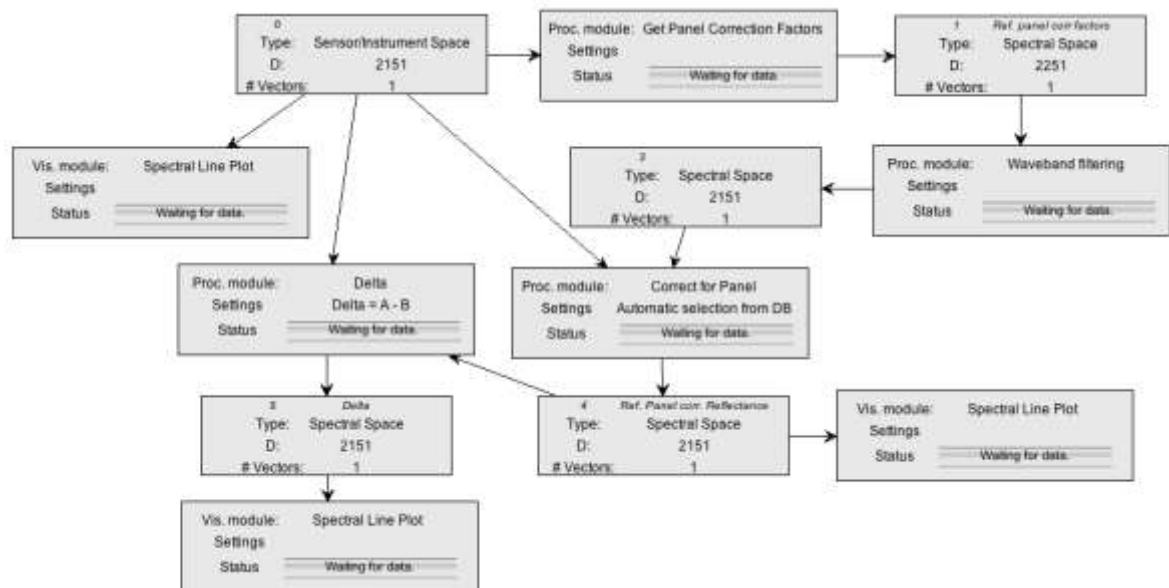 0
Type: Sensor/Instrument Space
D: 2151
# Vectors: 1
Proc. module: Get Panel Correction Factors
Settings
Status Waiting for data.
1 Ref. panel corr factors
Type: Spectral Space
D: 2251
# Vectors: 1
Vis. module: Spectral Line Plot
Settings
Status Waiting for data.
Type: Spectral Space
D: 2151
# Vectors: 1
Proc. module: Waveband filtering
Settings
Status Waiting for data.
Proc. module: Delta
Settings Delta = A - B
Status Waiting for data.
Proc. module: Correct for Panel
Settings Automatic selection from DB
Status Waiting for data.
Delta
Type: Spectral Space
D: 2151
# Vectors: 1
4 Ref. Panel corr. Reflectance
Type: Spectral Space
D: 2151
# Vectors: 1
Vis. module: Spectral Line Plot
Settings
Status Waiting for data.
Vis. module: Spectral Line Plot
Settings
Status Waiting for data.